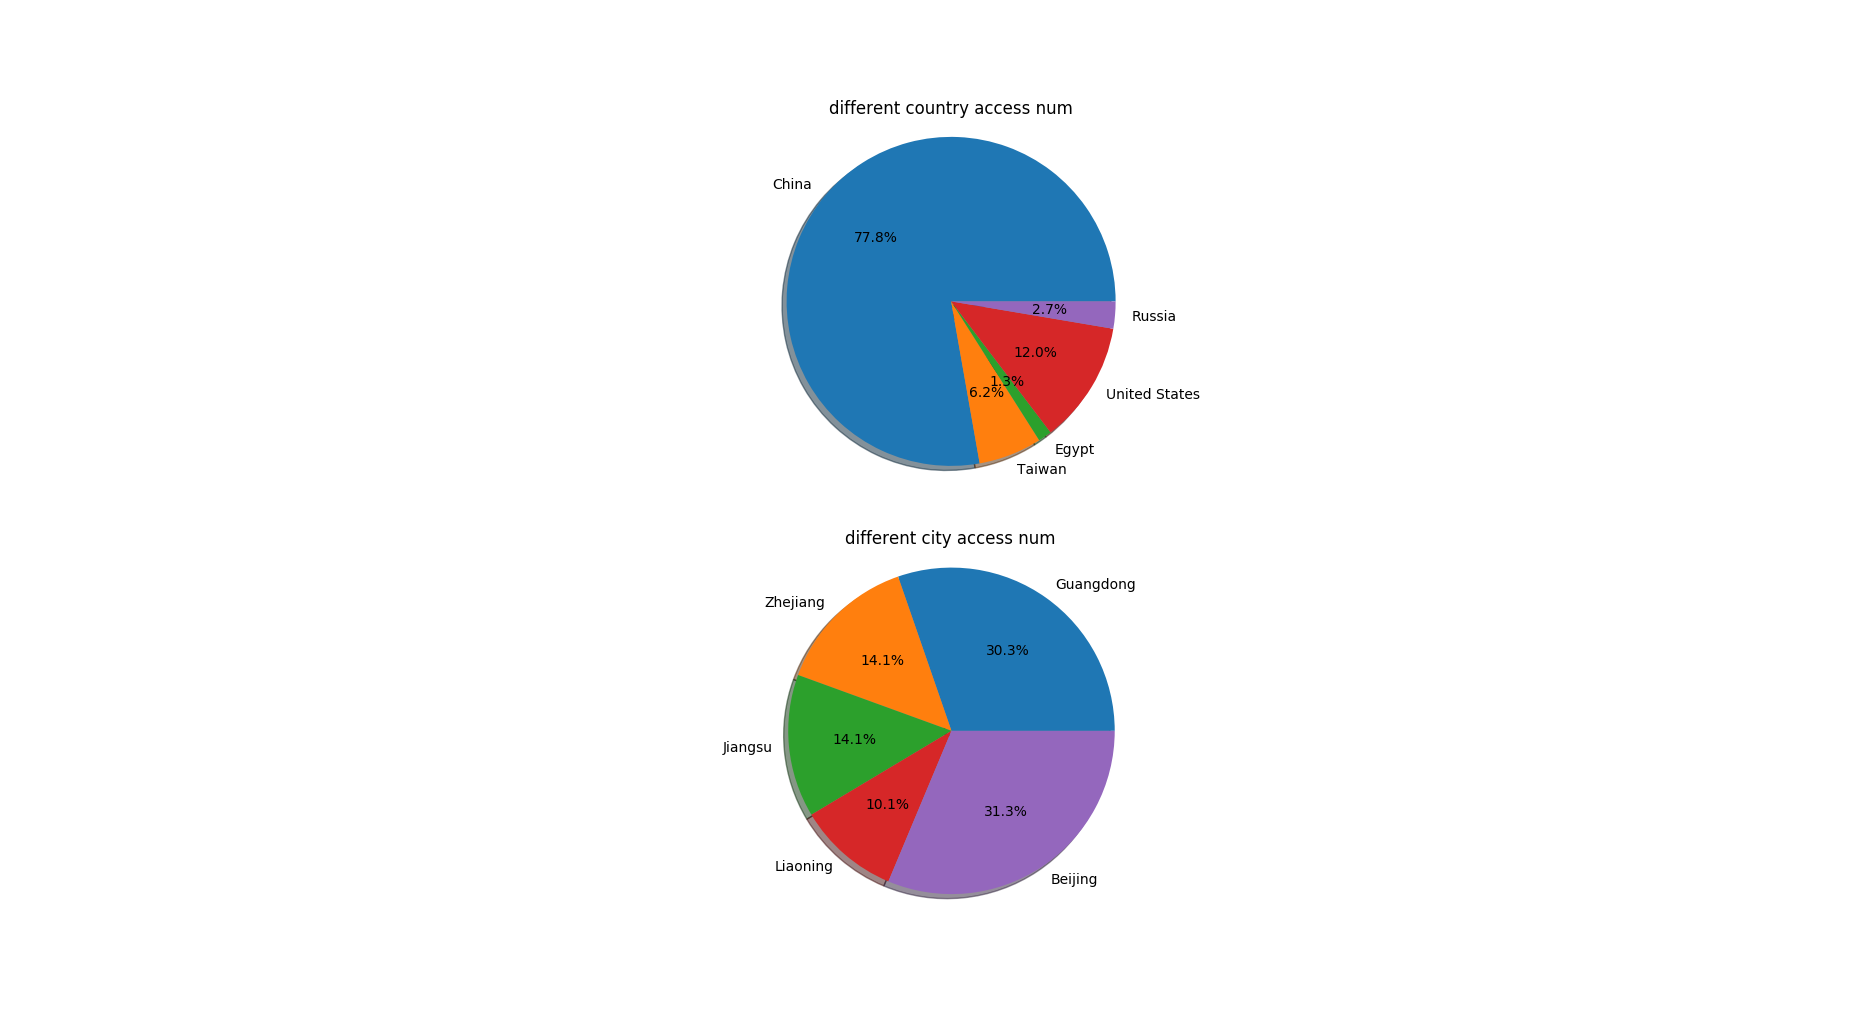 different country access num
China
77.8%
2.7%
Russia
12.0%
1.3%
6.2%
United States
Egypt
Taiwan
different city access num
Guangdong
Zhejiang
30.3%
14.1%
14.1%
Jiangsu
10.1%
31.3%
Liaoning
Beijing